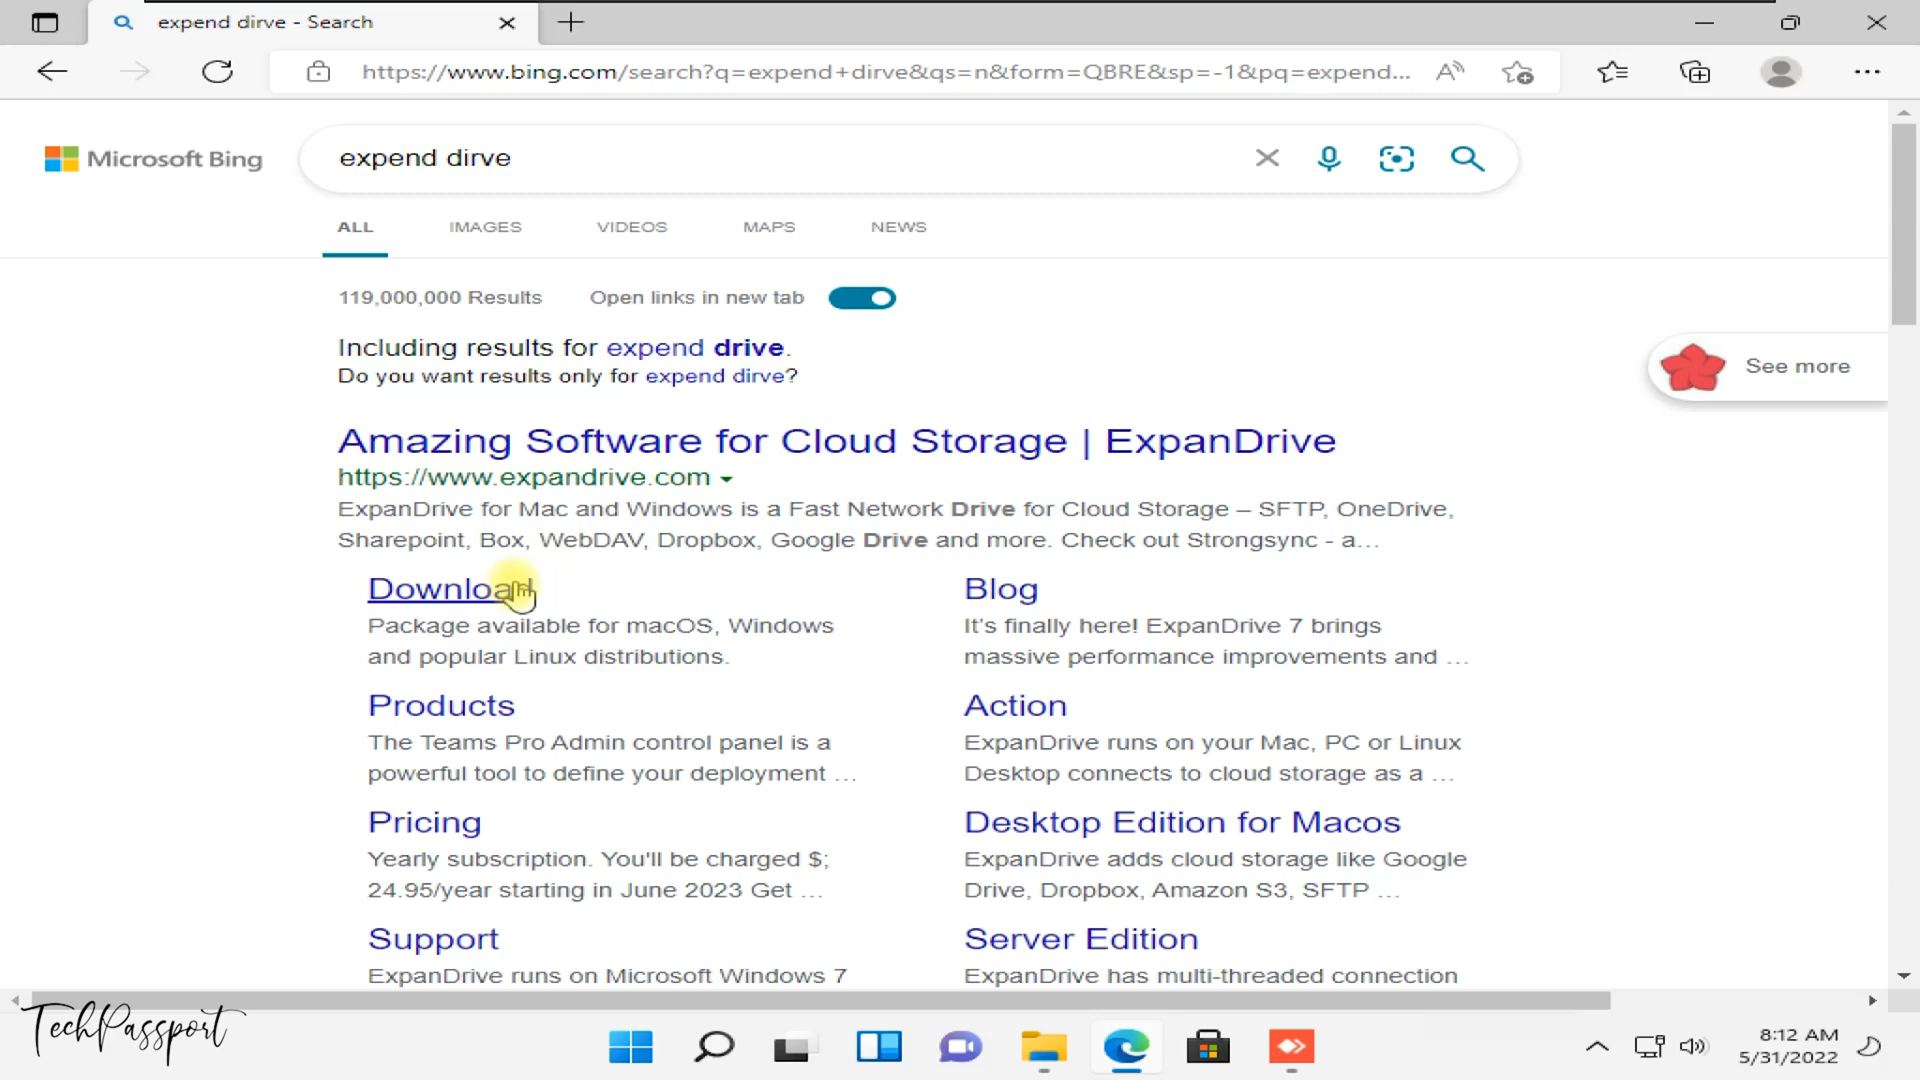 expend dirve - Search
https://www.bing.com/search?q=expend+dirve&qs=n&form=QBRE&sp=-1&pq=expend...
Microsoft Bing
expend dirve
ALL IMAGES VIDEOS MAPS NEWS
119,000,000 Results Open links in new tab
Including results for expend drive.
Do you want results only for expend dirve?
See more
Amazing Software for Cloud Storage | ExpanDrive
https://www.expandrive.com
ExpanDrive for Mac and Windows is a Fast Network Drive for Cloud Storage – SFTP, OneDrive,
Sharepoint, Box, WebDAV, Dropbox, Google Drive and more. Check out Strongsync - a...
Download
Package available for macOS, Windows
and popular Linux distributions.
Blog
It's finally here! ExpanDrive 7 brings
massive performance improvements and ...
Products
The Teams Pro Admin control panel is a
powerful tool to define your deployment ...
Action
ExpanDrive runs on your Mac, PC or Linux
Desktop connects to cloud storage as a ...
Pricing
Yearly subscription. You'll be charged $;
24.95/year starting in June 2023 Get ...
Desktop Edition for Macos
ExpanDrive adds cloud storage like Google
Drive, Dropbox, Amazon S3, SFTP ...
Support
ExpanDrive runs on Microsoft Windows 7
Server Edition
ExpanDrive has multi-threaded connection
TechPassport
8:12 AM
5/31/2022